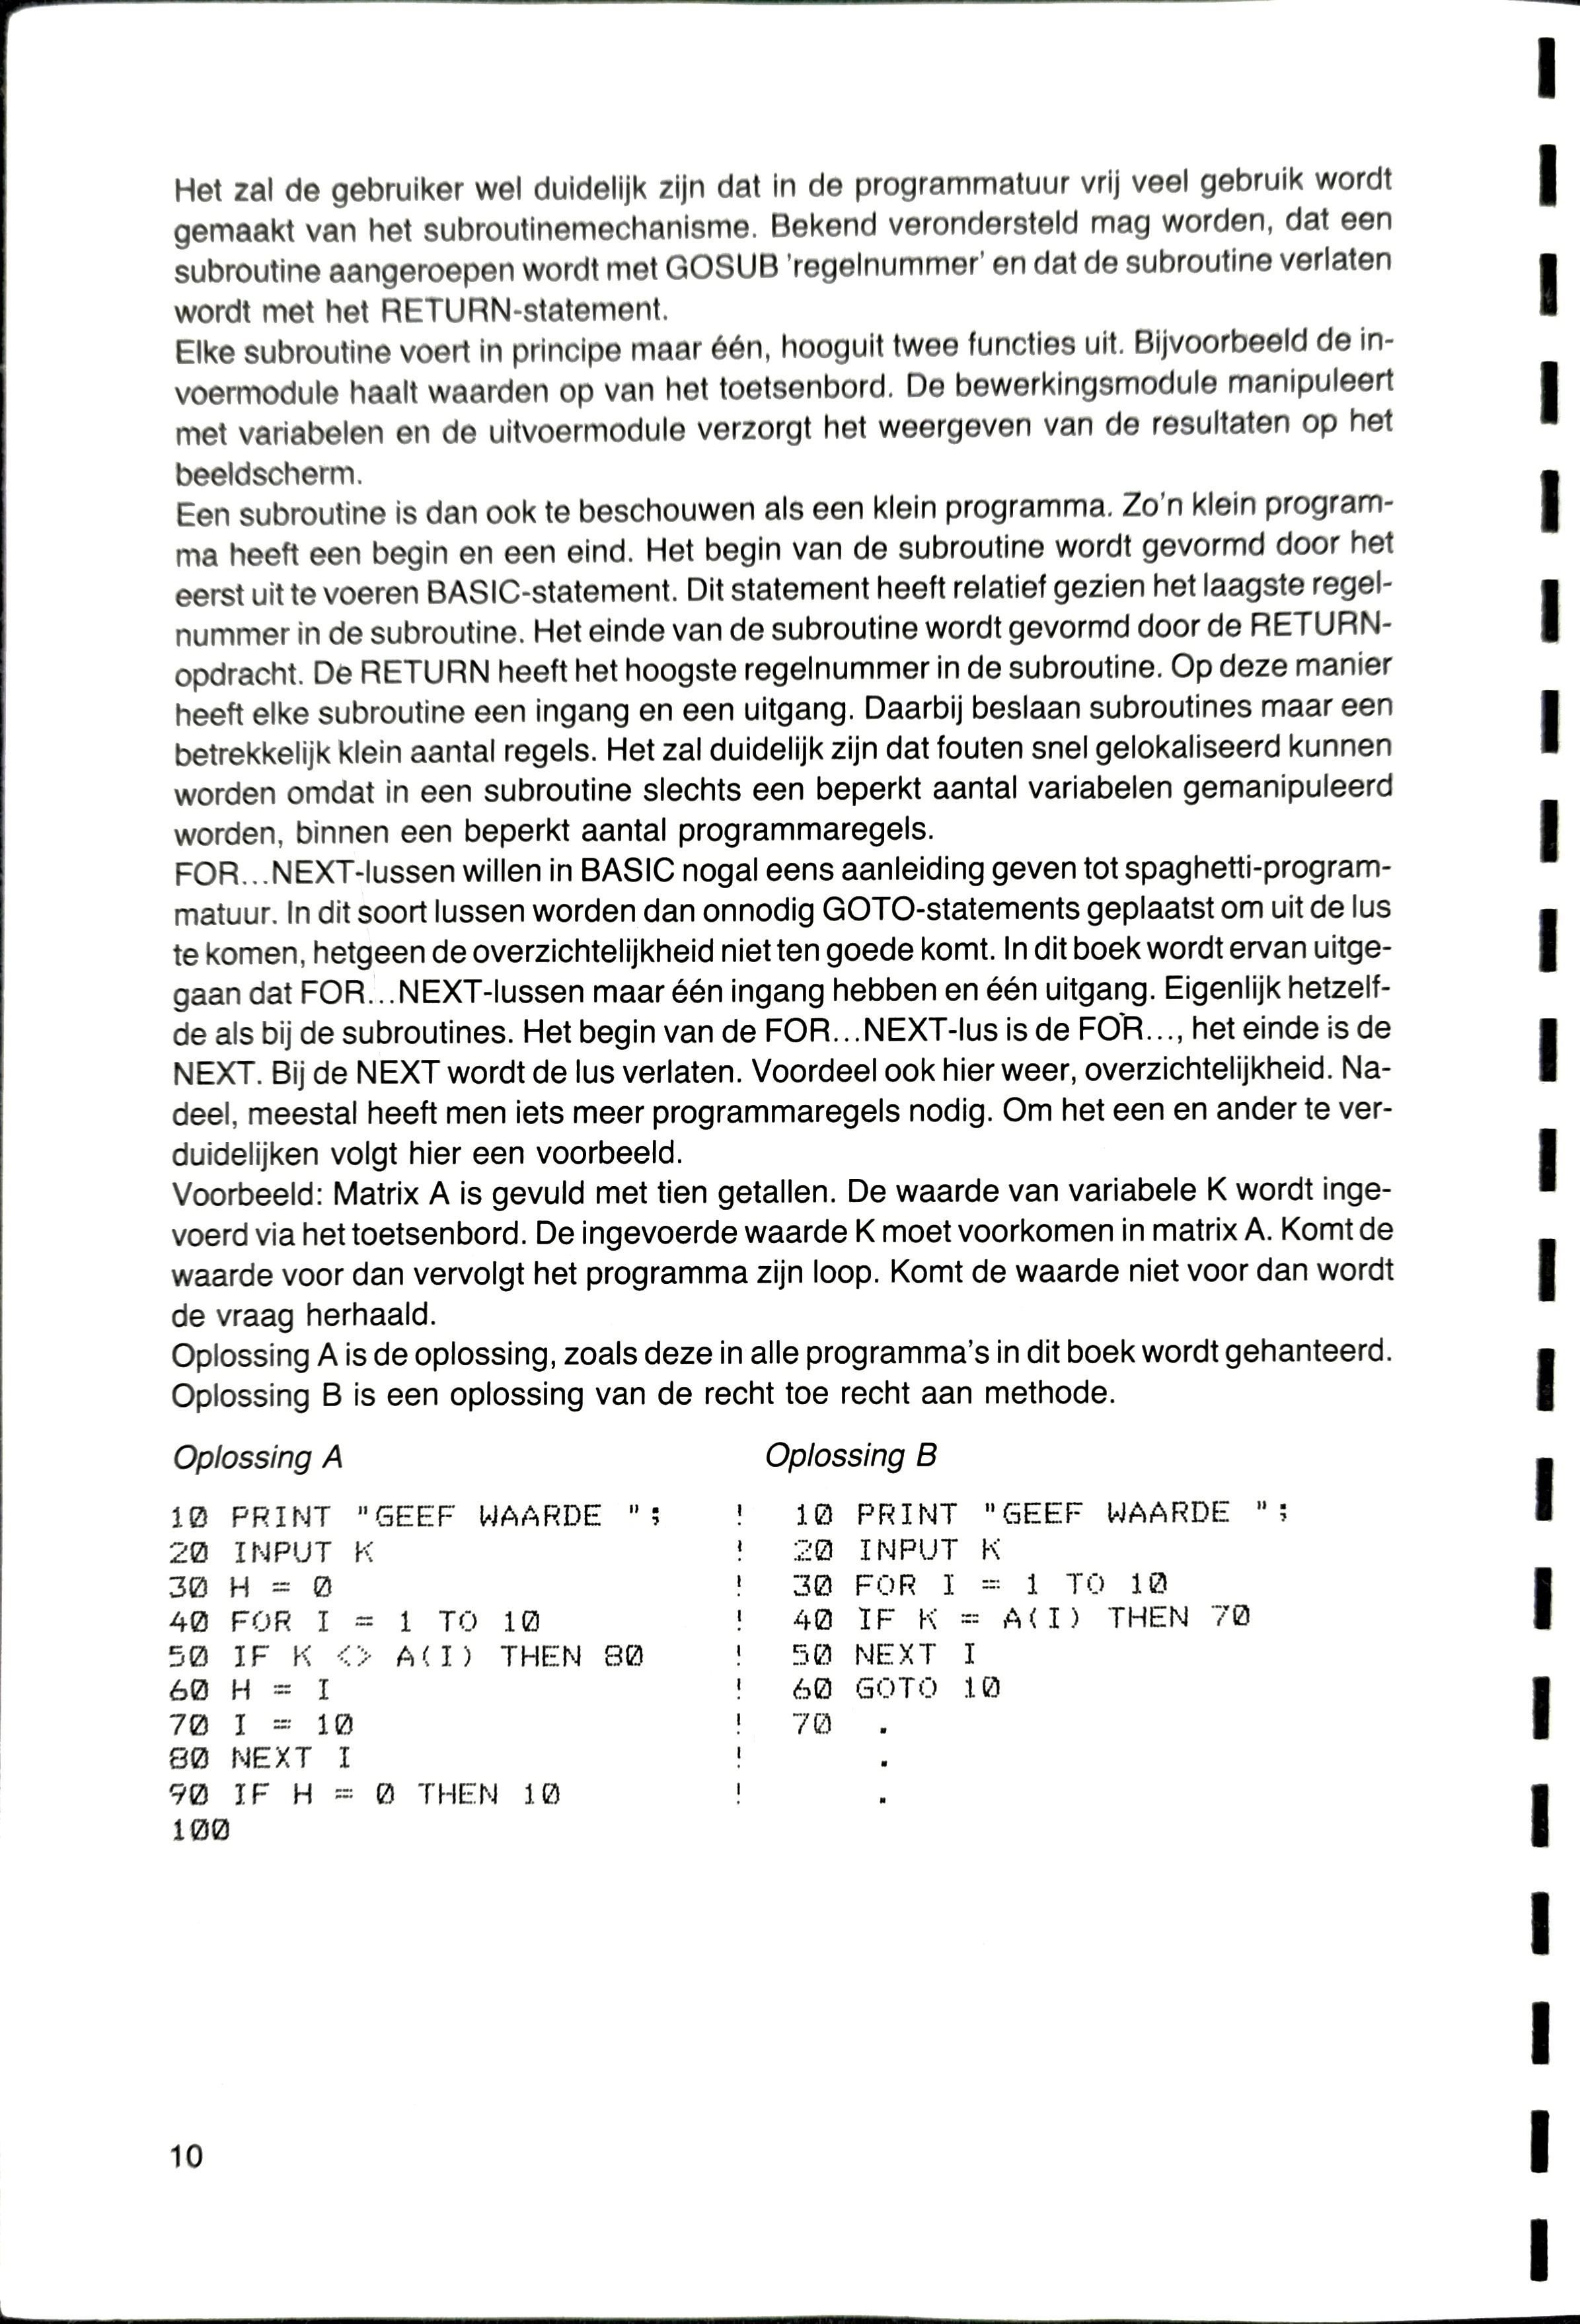 Het zal de gebruiker wel duidelijk zijn dat in de programmatuur vrij veel gebruik wordt
gemaakt van het subroutinemechanisme. Bekend verondersteld mag worden, dat een
subroutine aangeroepen wordt met GOSUB 'regelnummer' en dat de subroutine verlaten
wordt met het RETURN-statement.
Elke subroutine voert in principe maar één, hooguit twee functies uit. Bijvoorbeeld de in-
voermodule haalt waarden op van het toetsenbord. De bewerkingsmodule manipuleert
met variabelen en de uitvoermodule verzorgt het weergeven van de resultaten op het
beeldscherm.
Een subroutine is dan ook te beschouwen als een klein programma. Zo'n klein program-
ma heeft een begin en een eind. Het begin van de subroutine wordt gevormd door het
eerst uit te voeren BASIC-statement. Dit statement heeft relatief gezien het laagste regel-
nummer in de subroutine. Het einde van de subroutine wordt gevormd door de RETURN-
opdracht. De RETURN heeft het hoogste regelnummer in de subroutine. Op deze manier
heeft elke subroutine een ingang en een uitgang. Daarbij beslaan subroutines maar een
betrekkelijk klein aantal regels. Het zal duidelijk zijn dat fouten snel gelokaliseerd kunnen
worden omdat in een subroutine slechts een beperkt aantal variabelen gemanipuleerd
worden, binnen een beperkt aantal programmaregels.
FOR...NEXT-lussen willen in BASIC nogal eens aanleiding geven tot spaghetti-program-
matuur. In dit soort lussen worden dan onnodig GOTO-statements geplaatst om uit de lus
te komen, hetgeen de overzichtelijkheid niet ten goede komt. In dit boek wordt ervan uitge-
gaan dat FOR...NEXT-lussen maar één ingang hebben en één uitgang. Eigenlijk hetzelf-
de als bij de subroutines. Het begin van de FOR...NEXT-lus is de FOR..., het einde is de
NEXT. Bij de NEXT wordt de lus verlaten. Voordeel ook hier weer, overzichtelijkheid. Na-
deel, meestal heeft men iets meer programmaregels nodig. Om het een en ander te ver-
duidelijken volgt hier een voorbeeld.
Voorbeeld: Matrix A is gevuld met tien getallen. De waarde van variabele K wordt inge-
voerd via het toetsenbord. De ingevoerde waarde K moet voorkomen in matrix A. Komt de
waarde voor dan vervolgt het programma zijn loop. Komt de waarde niet voor dan wordt
de vraag herhaald.
Oplossing A is de oplossing, zoals deze in alle programma's in dit boek wordt gehanteerd.
Oplossing B is een oplossing van de recht toe recht aan methode.
Oplossing A Oplossing B
10 PRINT "GEEF WAARDE "; ! 10 PRINT "GEEF WAARDE ";
20 INPUT K ! 20 INPUT K
30 H = 0 ! 30 FOR I = 1 TO 10
40 FOR I = 1 TO 10 ! 40 IF K = A(I) THEN 70
50 IF K <> A(I) THEN 80 ! 50 NEXT I
60 H = I ! 60 GOTO 10
70 I = 10 ! 70 .
80 NEXT I ! .
90 IF H = 0 THEN 10 ! .
100
10